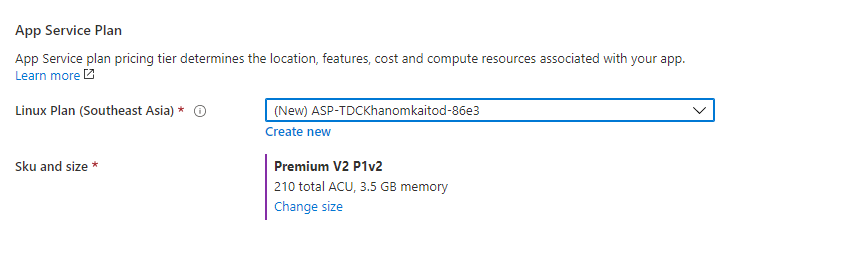 App Service Plan
App Service plan pricing tier determines the location, features, cost and compute resources associated with your app.
Learn more
Linux Plan (Southeast Asia) *
(New) ASP-TDCKhanomkaitod-86e3
Create new
Sku and size *
Premium V2 P1v2
210 total ACU, 3.5 GB memory
Change size